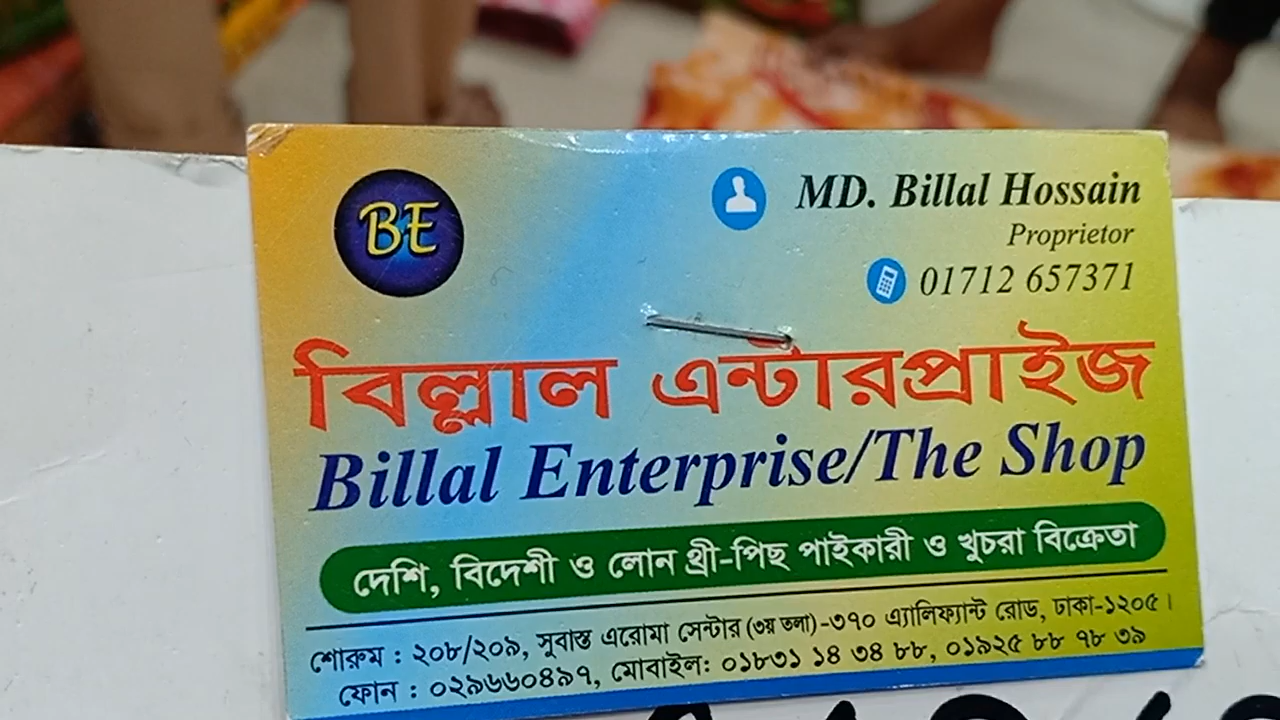 BE
MD. Billal Hossain
Proprietor
01712 657371
বিল্লাল এন্টারপ্রাইজ
Billal Enterprise/The Shop
দেশি, বিদেশী ও লোন থ্রী-পিছ পাইকারী ও খুচরা বিক্রেতা
শোরুম : ২০৮/২০৯, সুবাস্ত এরোমা সেন্টার (৩য় তলা)-৩৭০ এ্যালিফ্যান্ট রোড, ঢাকা-১২০৫।
ফোন : ০২৯৬৬০৪৯৭, মোবাইল: ০১৮৩১ ১৪ ৩৪ ৮৮, ০১৯২৫ ৮৮ ৭৮ ৩৯